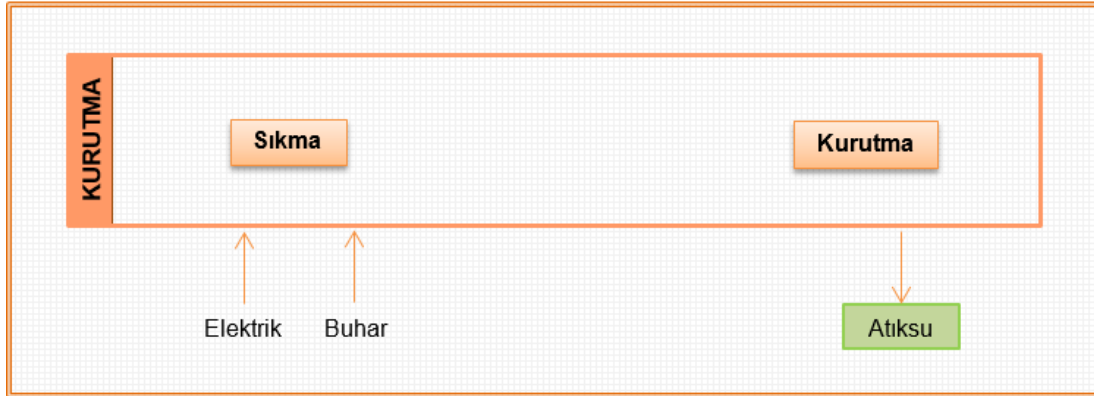 KURUTMA
Sıkma
Kurutma
Elektrik
Buhar
Atıksu